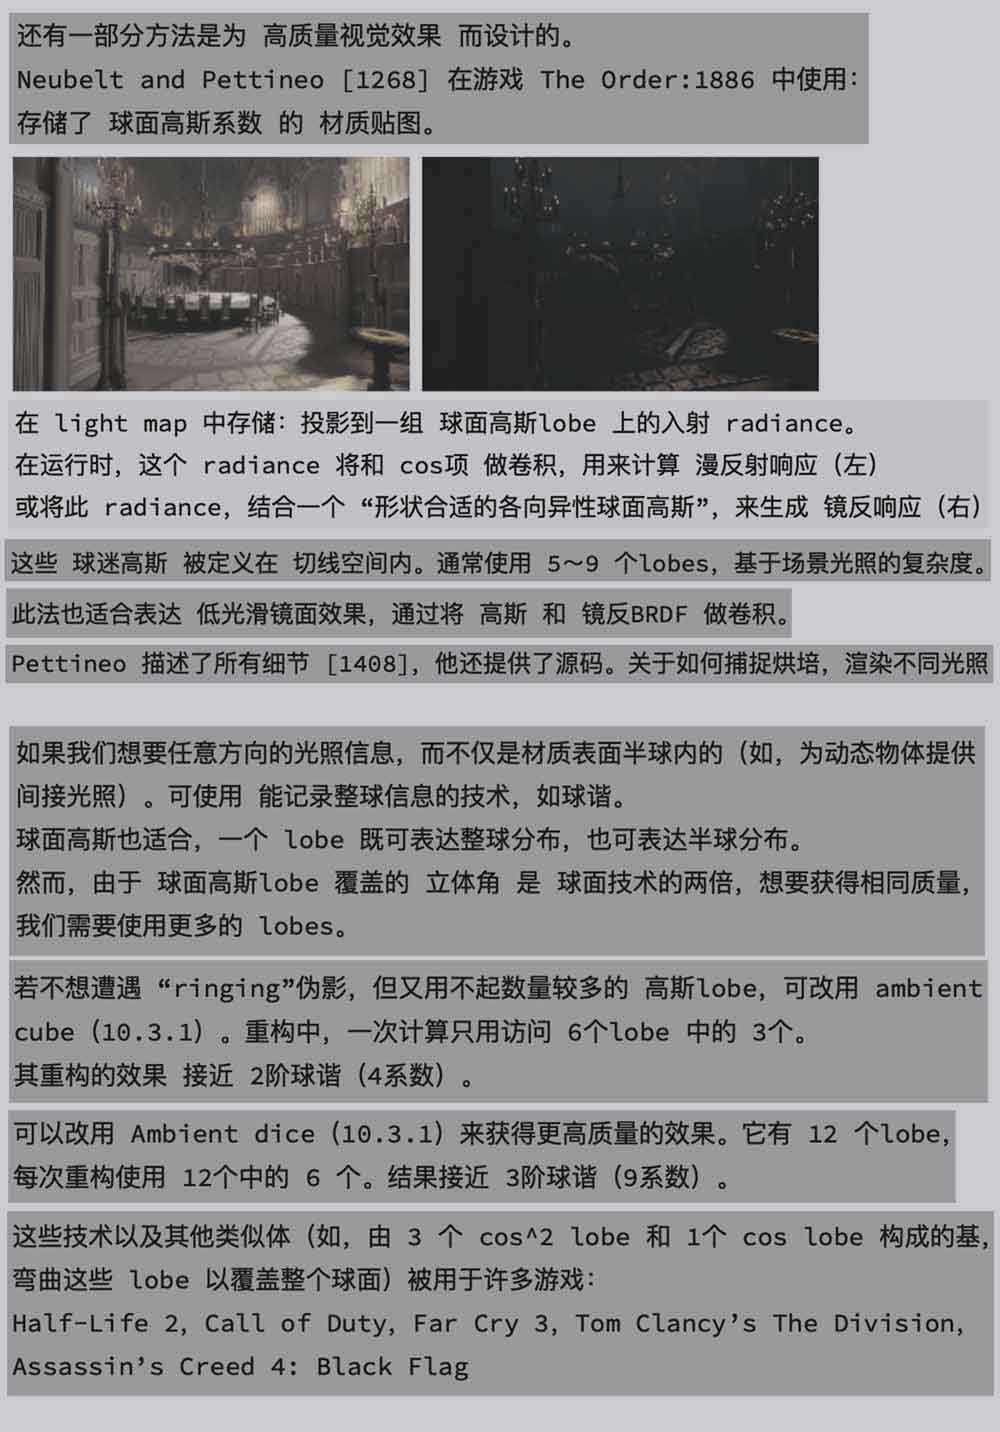 还有一部分方法是为 高质量视觉效果 而设计的。
Neubelt and Pettineo [1268] 在游戏 The Order:1886 中使用：
存储了 球面高斯系数 的 材质贴图。
在 light map 中存储：投影到一组 球面高斯lobe 上的入射 radiance。
在运行时，这个 radiance 将和 cos项 做卷积，用来计算 漫反射响应（左）
或将此 radiance，结合一个 “形状合适的各向异性球面高斯”，来生成 镜反响应（右）
这些 球迷高斯 被定义在 切线空间内。通常使用 5～9 个lobes，基于场景光照的复杂度。
此法也适合表达 低光滑镜面效果，通过将 高斯 和 镜反BRDF 做卷积。
Pettineo 描述了所有细节 [1408]，他还提供了源码。关于如何捕捉烘培，渲染不同光照
如果我们想要任意方向的光照信息，而不仅是材质表面半球内的（如，为动态物体提供
间接光照）。可使用 能记录整球信息的技术，如球谐。
球面高斯也适合，一个 lobe 既可表达整球分布，也可表达半球分布。
然而，由于 球面高斯lobe 覆盖的 立体角 是 球面技术的两倍，想要获得相同质量，
我们需要使用更多的 lobes。
若不想遭遇 “ringing”伪影，但又用不起数量较多的 高斯lobe，可改用 ambient
cube（10.3.1）。重构中，一次计算只用访问 6个lobe 中的 3个。
其重构的效果 接近 2阶球谐（4系数）。
可以改用 Ambient dice（10.3.1）来获得更高质量的效果。它有 12 个lobe，
每次重构使用 12个中的 6 个。结果接近 3阶球谐（9系数）。
这些技术以及其他类似体（如，由 3 个 cos^2 lobe 和 1个 cos lobe 构成的基，
弯曲这些 lobe 以覆盖整个球面）被用于许多游戏：
Half-Life 2, Call of Duty, Far Cry 3, Tom Clancy’s The Division,
Assassin’s Creed 4: Black Flag